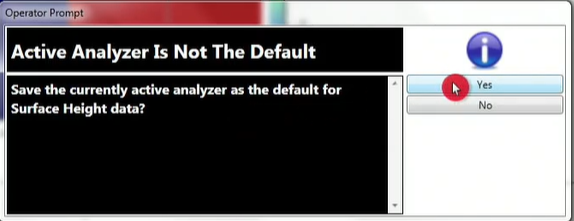 Operator Prompt
Active Analyzer Is Not The Default
Save the currently active analyzer as the default for
Surface Height data?
Yes
No